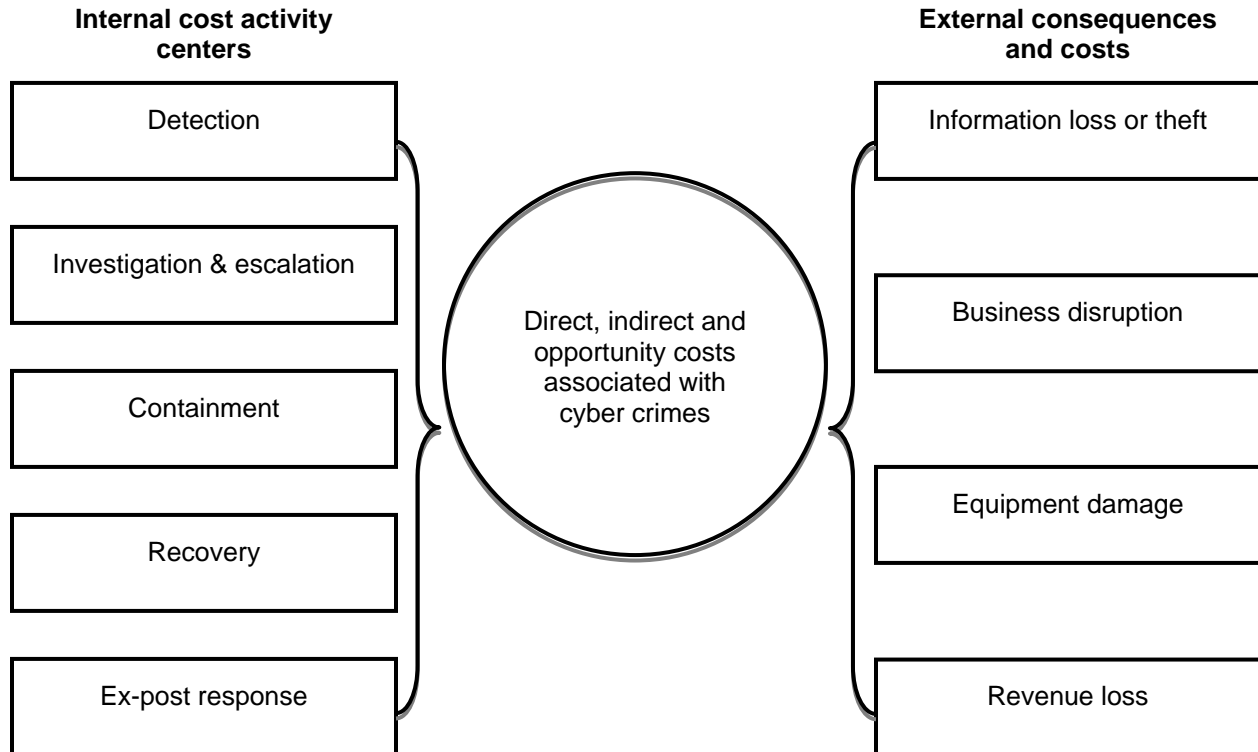 Internal cost activity
centers
Detection
Investigation & escalation
Containment
Recovery
Ex-post response
Direct, indirect and
opportunity costs
associated with
cyber crimes
External consequences
and costs
Information loss or theft
Business disruption
Equipment damage
Revenue loss